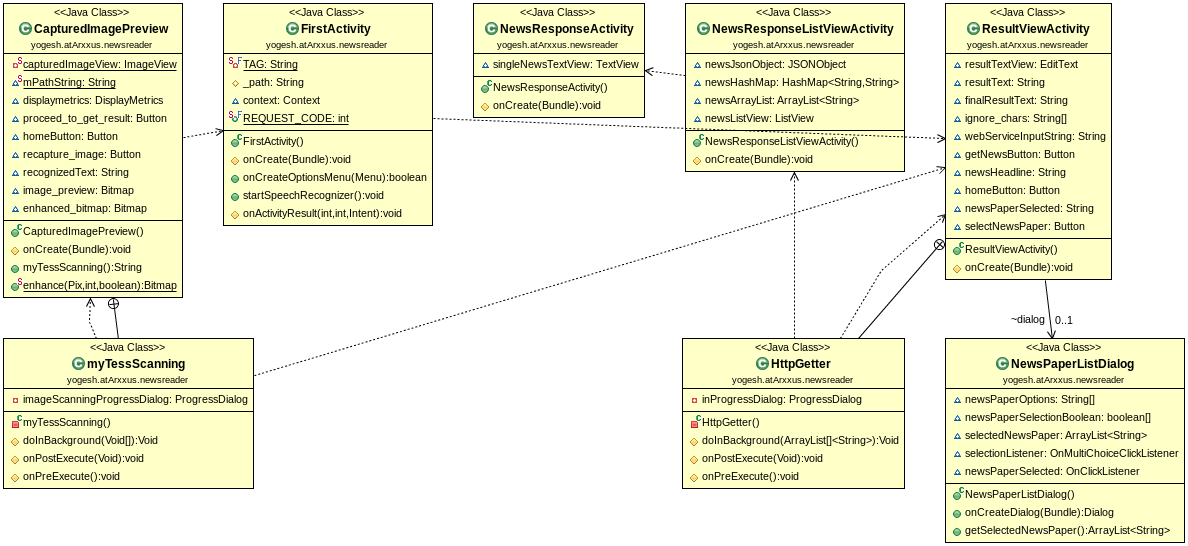 <<Java Class>>
CapturedImagePreview
yogesh.atArxxus.newsreader
capturedImageView: ImageView
mPathString: String
displaymetrics: DisplayMetrics
proceed_to_get_result: Button
homeButton: Button
recapture_image: Button
recognizedText: String
image_preview: Bitmap
enhanced_bitmap: Bitmap
CapturedImagePreview()
onCreate(Bundle):void
myTessScanning():String
enhance(Pix,int,boolean):Bitmap
<<Java Class>>
FirstActivity
yogesh.atArxxus.newsreader
TAG: String
_path: String
context: Context
REQUEST_CODE: int
FirstActivity()
onCreate(Bundle):void
onCreateOptionsMenu(Menu):boolean
startSpeechRecognizer():void
onActivityResult(int,int,Intent):void
<<Java Class>>
NewsResponseActivity
yogesh.atArxxus.newsreader
singleNewsTextView: TextView
NewsResponseActivity()
onCreate(Bundle):void
<<Java Class>>
NewsResponseListViewActivity
yogesh.atArxxus.newsreader
newsJsonObject: JSONObject
newsHashMap: HashMap<String,String>
newsArrayList: ArrayList<String>
newsListView: ListView
NewsResponseListViewActivity()
onCreate(Bundle):void
<<Java Class>>
ResultViewActivity
yogesh.atArxxus.newsreader
resultTextView: EditText
resultText: String
finalResultText: String
ignore_chars: String[]
webServiceInputString: String
getNewsButton: Button
newsHeadline: String
homeButton: Button
newsPaperSelected: String
selectNewsPaper: Button
ResultViewActivity()
onCreate(Bundle):void
~dialog
0..1
<<Java Class>>
myTessScanning
yogesh.atArxxus.newsreader
imageScanningProgressDialog: ProgressDialog
myTessScanning()
doInBackground(Void[]):Void
onPostExecute(Void):void
onPreExecute():void
<<Java Class>>
HttpGetter
yogesh.atArxxus.newsreader
inProgressDialog: ProgressDialog
HttpGetter()
doInBackground(ArrayList[]<String>):Void
onPostExecute(Void):void
onPreExecute():void
<<Java Class>>
NewsPaperListDialog
yogesh.atArxxus.newsreader
newsPaperOptions: String[]
newsPaperSelectionBoolean: boolean[]
selectedNewsPaper: ArrayList<String>
selectionListener: OnMultiChoiceClickListener
newsPaperSelected: OnClickListener
NewsPaperListDialog()
onCreateDialog(Bundle):Dialog
getSelectedNewsPaper():ArrayList<String>